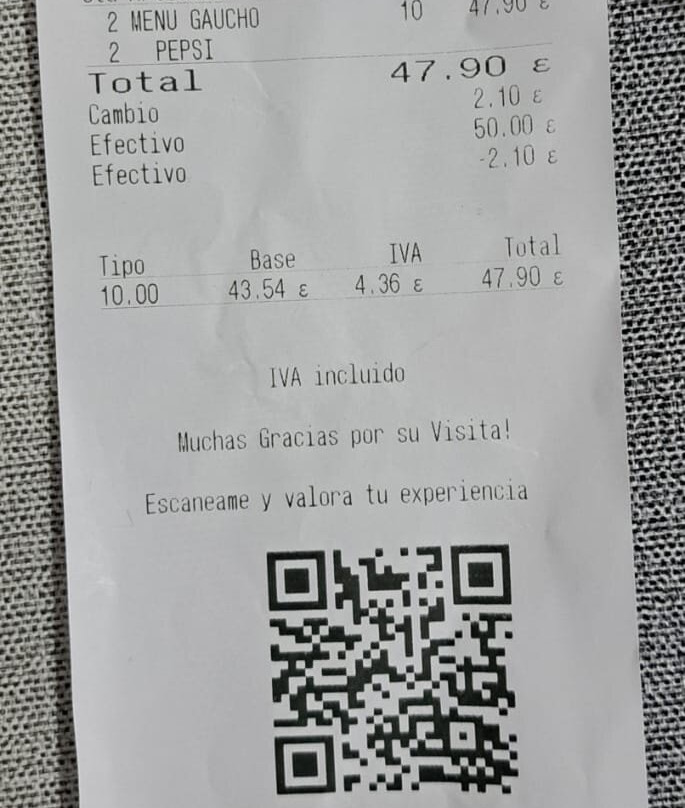 2 MENU GAUCHO 10 47.90 €
2 PEPSI
Total 47.90 €
Cambio 2.10 €
Efectivo 50.00 €
Efectivo -2.10 €
Tipo Base IVA Total
10.00 43.54 € 4.36 € 47.90 €
IVA incluido
Muchas Gracias por su Visita!
Escaneame y valora tu experiencia